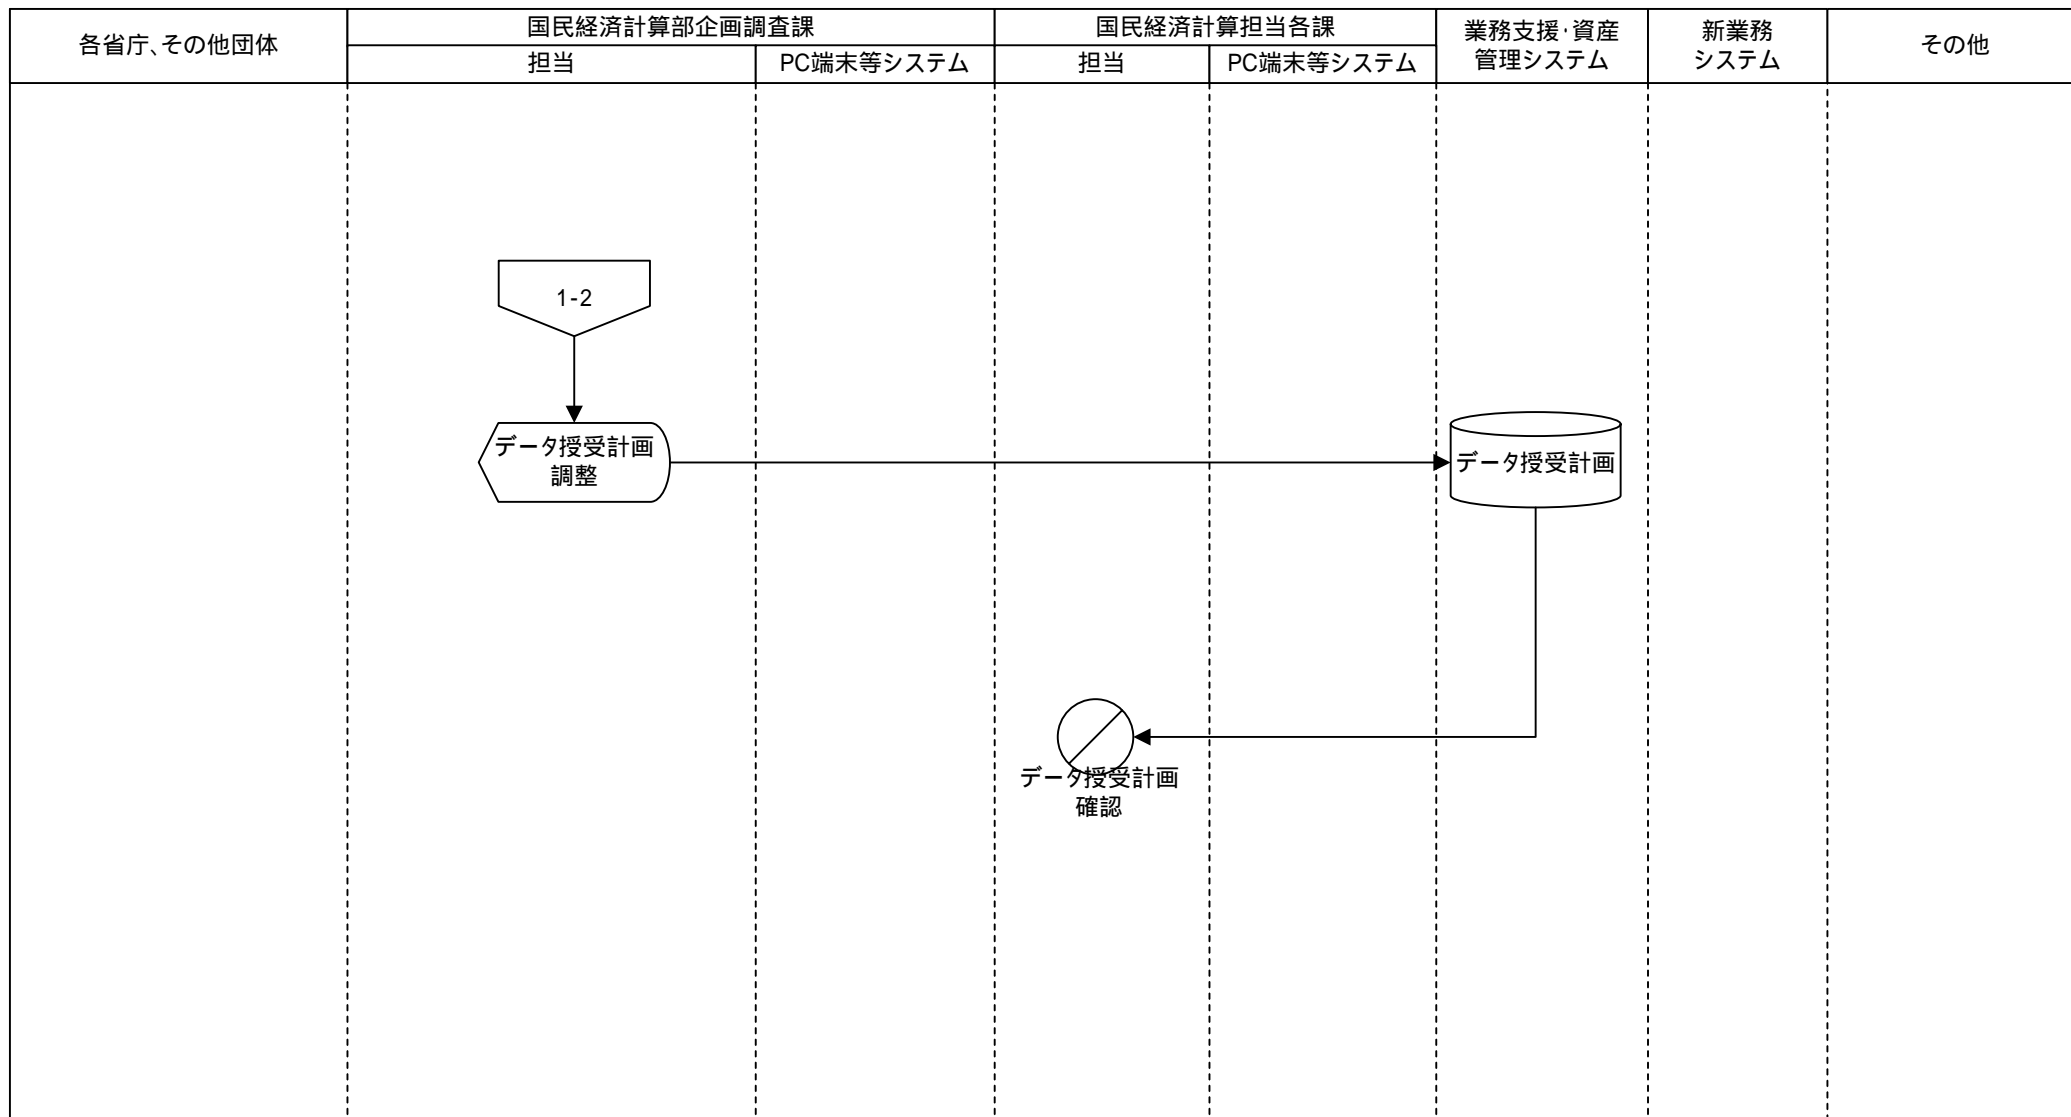 各省庁、その他団体
国民経済計算部企画調査課
担当
PC端末等システム
国民経済計算担当各課
担当
PC端末等システム
業務支援・資産
管理システム
新業務
システム
その他
1-2
データ授受計画
調整
データ授受計画
データ授受計画
確認